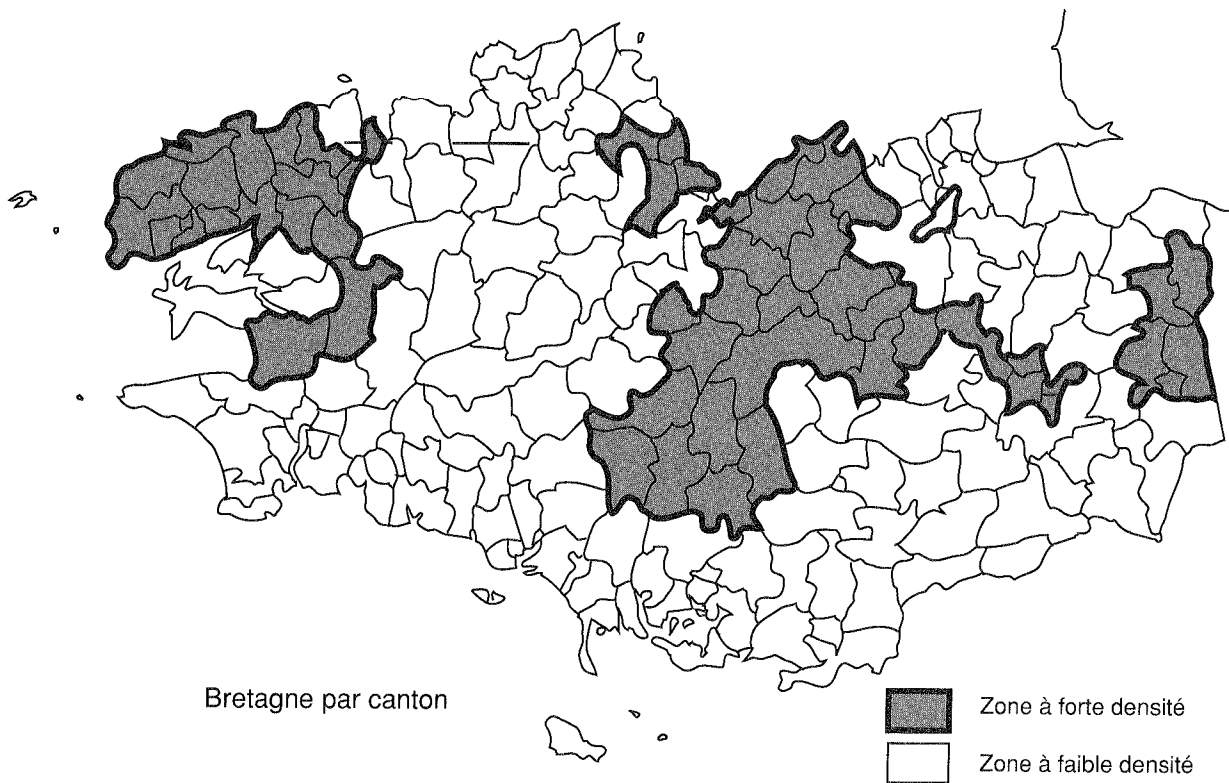 Bretagne par canton
Zone à forte densité
Zone à faible densité